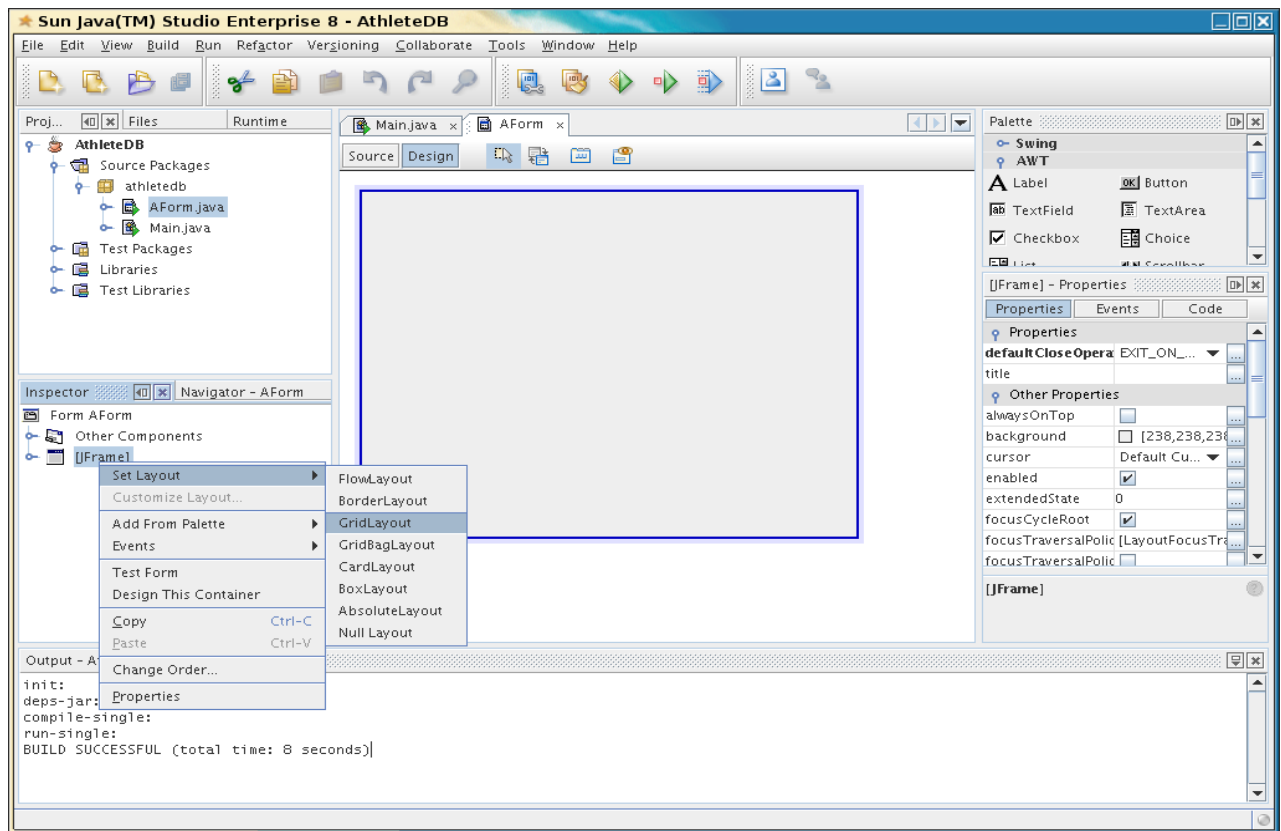 Sun Java(TM) Studio Enterprise 8 - AthleteDB
File Edit View Build Run Refactor Versioning Collaborate Tools Window Help
Proj... Files Runtime
AthleteDB
Source Packages
athletedb
AForm.java
Main.java
Test Packages
Libraries
Test Libraries
Inspector Navigator - AForm
Form AForm
Other Components
[JFrame]
Set Layout
Customize Layout...
Add From Palette
Events
Test Form
Design This Container
Copy Ctrl-C
Paste Ctrl-V
Change Order...
Properties
FlowLayout
BorderLayout
GridLayout
GridBagLayout
CardLayout
BoxLayout
AbsoluteLayout
Null Layout
Main.java x AForm x
Source Design
Palette
Swing
AWT
Label OK Button
ab TextField TextArea
Checkbox Choice
List Scrollbar
[JFrame] - Properties
Properties Events Code
Properties
defaultCloseOpera EXIT_ON_... ...
title ...
Other Properties
alwaysOnTop ...
background [238,238,238 ...
cursor Default Cu... ...
enabled ...
extendedState 0 ...
focusCycleRoot ...
focusTraversalPolic [LayoutFocusTra ...
focusTraversalPolic ...
[JFrame]
Output - A
init:
deps-jar:
compile-single:
run-single:
BUILD SUCCESSFUL (total time: 8 seconds)